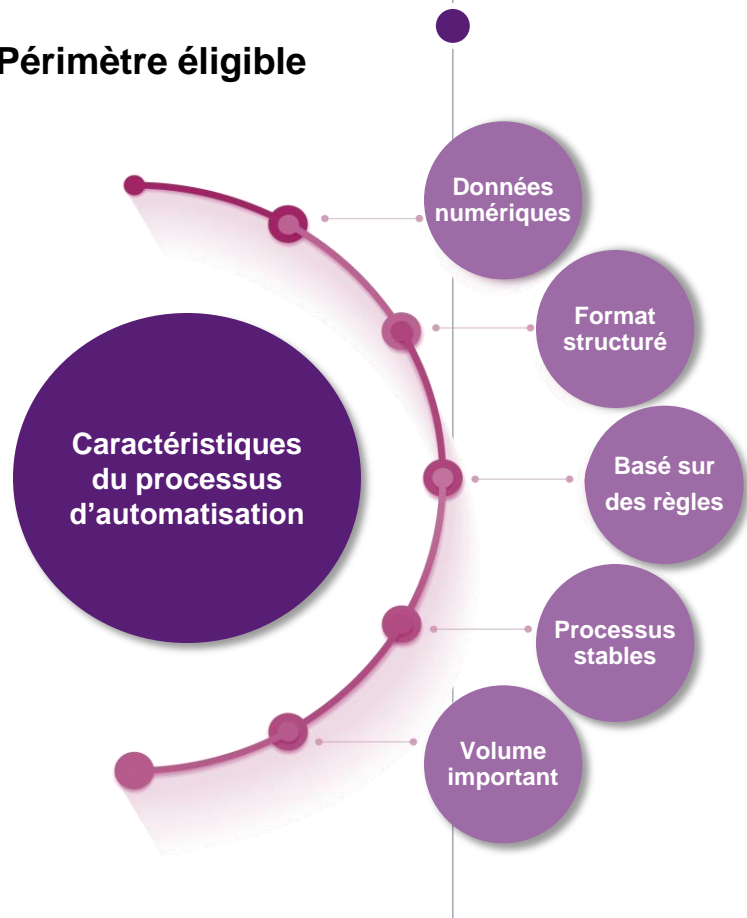 Périmètre éligible
Données
numériques
Format
structuré
Caractéristiques
du processus
d’automatisation
Basé sur
des règles
Processus
stables
Volume
important